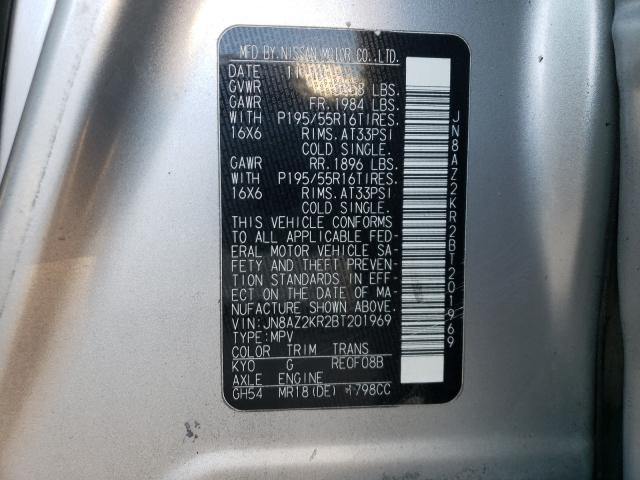 MFD BY NISSAN MOTOR CO.,LTD.
DATE
GVWR LBS.
GAWR FR. 1984 LBS.
WITH P195/55R16TIRES.
16X6 RIMS. AT33PSI
COLD SINGLE.
GAWR RR. 1896 LBS.
WITH P195/55R16TIRES.
16X6 RIMS. AT33PSI
COLD SINGLE.
THIS VEHICLE CONFORMS
TO ALL APPLICABLE FED-
ERAL MOTOR VEHICLE SA-
FETY AND THEFT PREVEN-
TION STANDARDS IN EFF-
ECT ON THE DATE OF MA-
NUFACTURE SHOWN ABOVE.
VIN:JN8AZ2KR2BT201969
TYPE:MPV
COLOR TRIM TRANS
KYO G RE0F08B
AXLE ENGINE
GH54 MR18(DE) 1798CC
JN8AZ2KR2BT201969